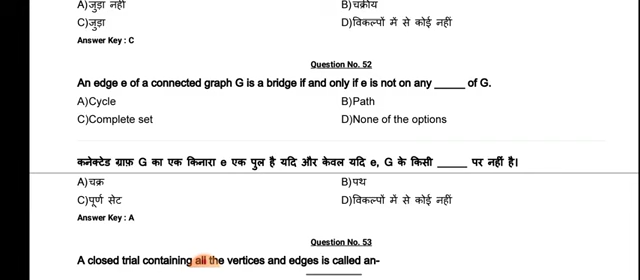 A)जुड़ा नहीं B)चक्रीय
C)जुड़ा D)विकल्पों में से कोई नहीं
Answer Key : C
Question No. 52
An edge e of a connected graph G is a bridge if and only if e is not on any _____ of G.
A)Cycle B)Path
C)Complete set D)None of the options
कनेक्टेड ग्राफ़ G का एक किनारा e एक पुल है यदि और केवल यदि e, G के किसी _____ पर नहीं है।
A)चक्र B)पथ
C)पूर्ण सेट D)विकल्पों में से कोई नहीं
Answer Key : A
Question No. 53
A closed trial containing all the vertices and edges is called an-